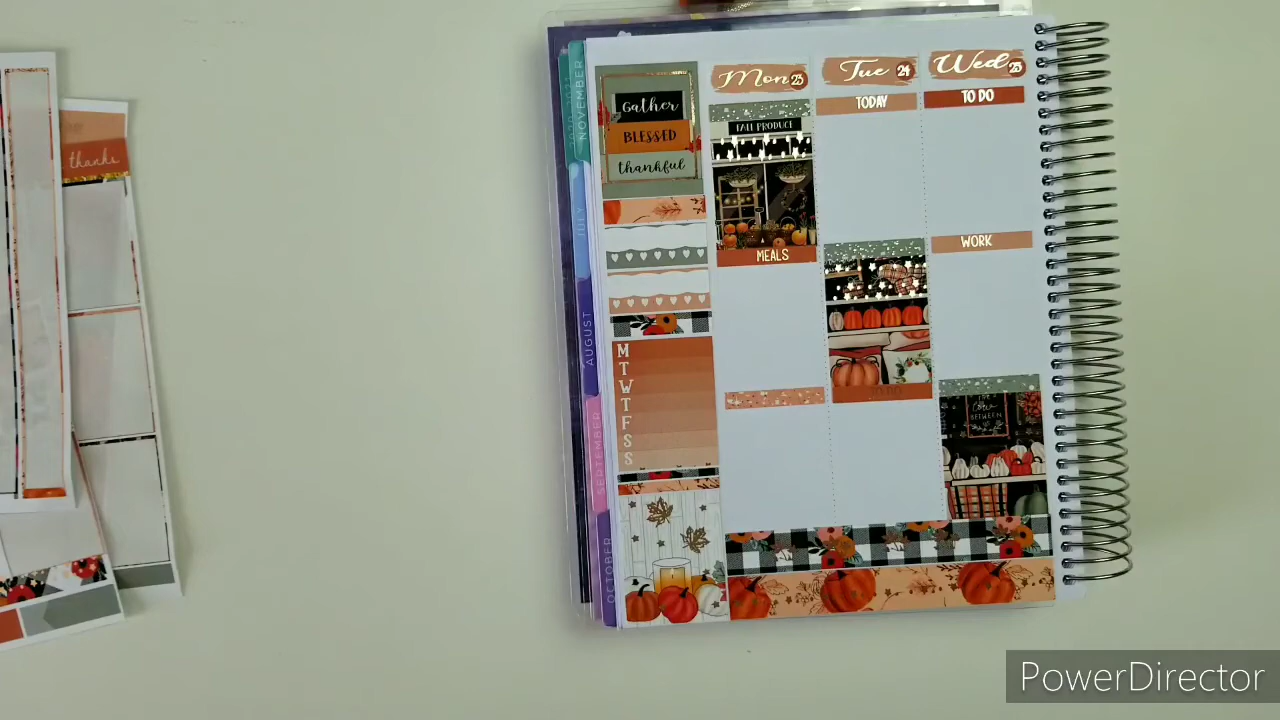 thanks
NOVEMBER
JULY
AUGUST
SEPTEMBER
OCTOBER
Gather
BLESSED
thankful
M
T
W
T
F
S
S
Mon 23
FALL PRODUCE
MEALS
Tue 24
TODAY
Wed 25
TO DO
WORK
BETWEEN
PowerDirector